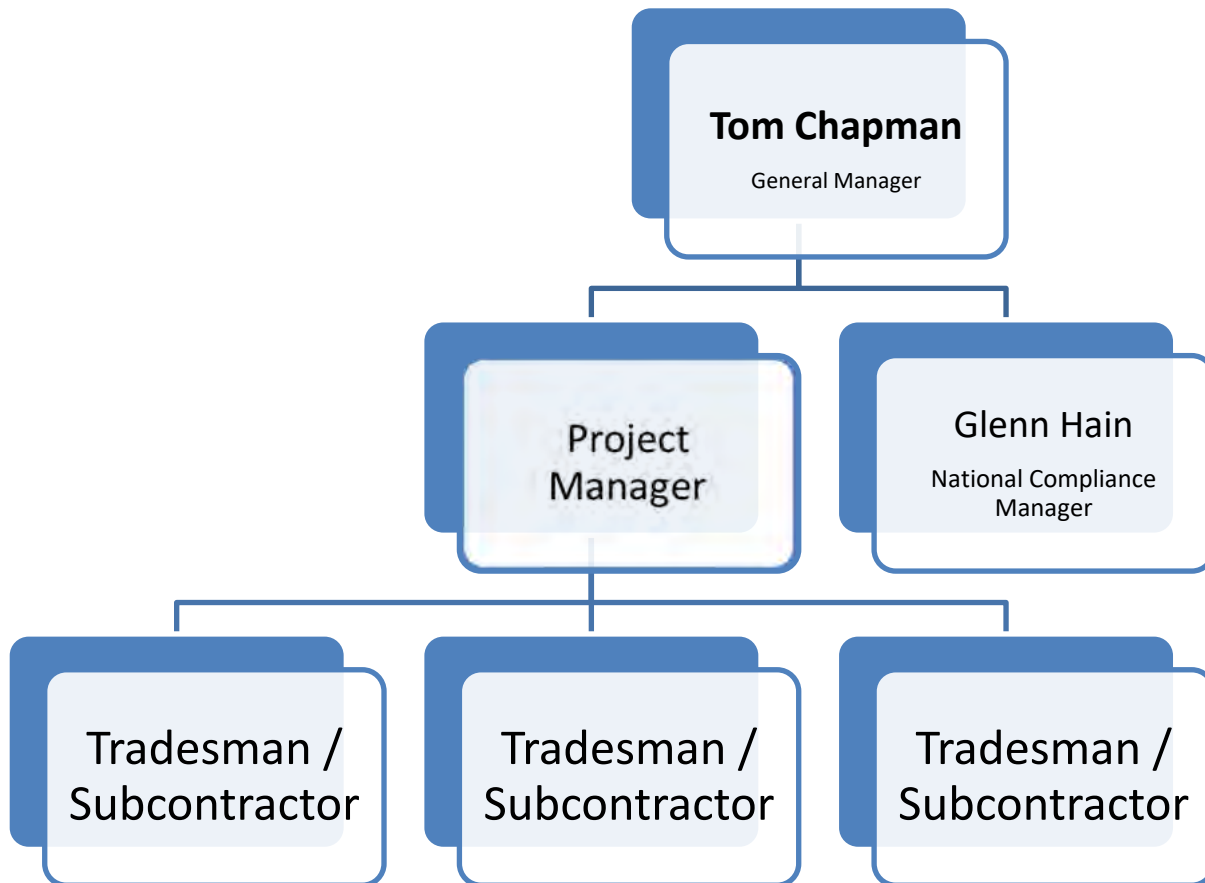 Tom Chapman
General Manager
Project
Manager
Glenn Hain
National Compliance
Manager
Tradesman /
Subcontractor
Tradesman /
Subcontractor
Tradesman /
Subcontractor